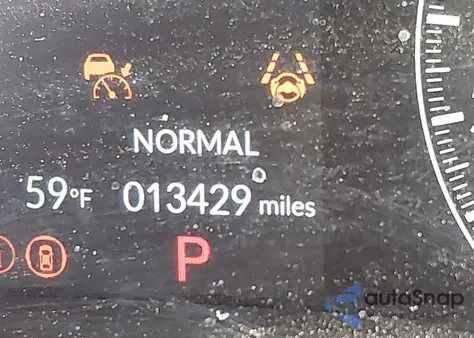 NORMAL
59°F 013429 miles
P
autoSnap